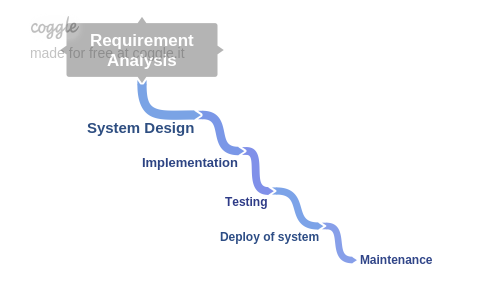 coggle
made for free at coggle.it
Requirement
Analysis
System Design
Implementation
Testing
Deploy of system
Maintenance